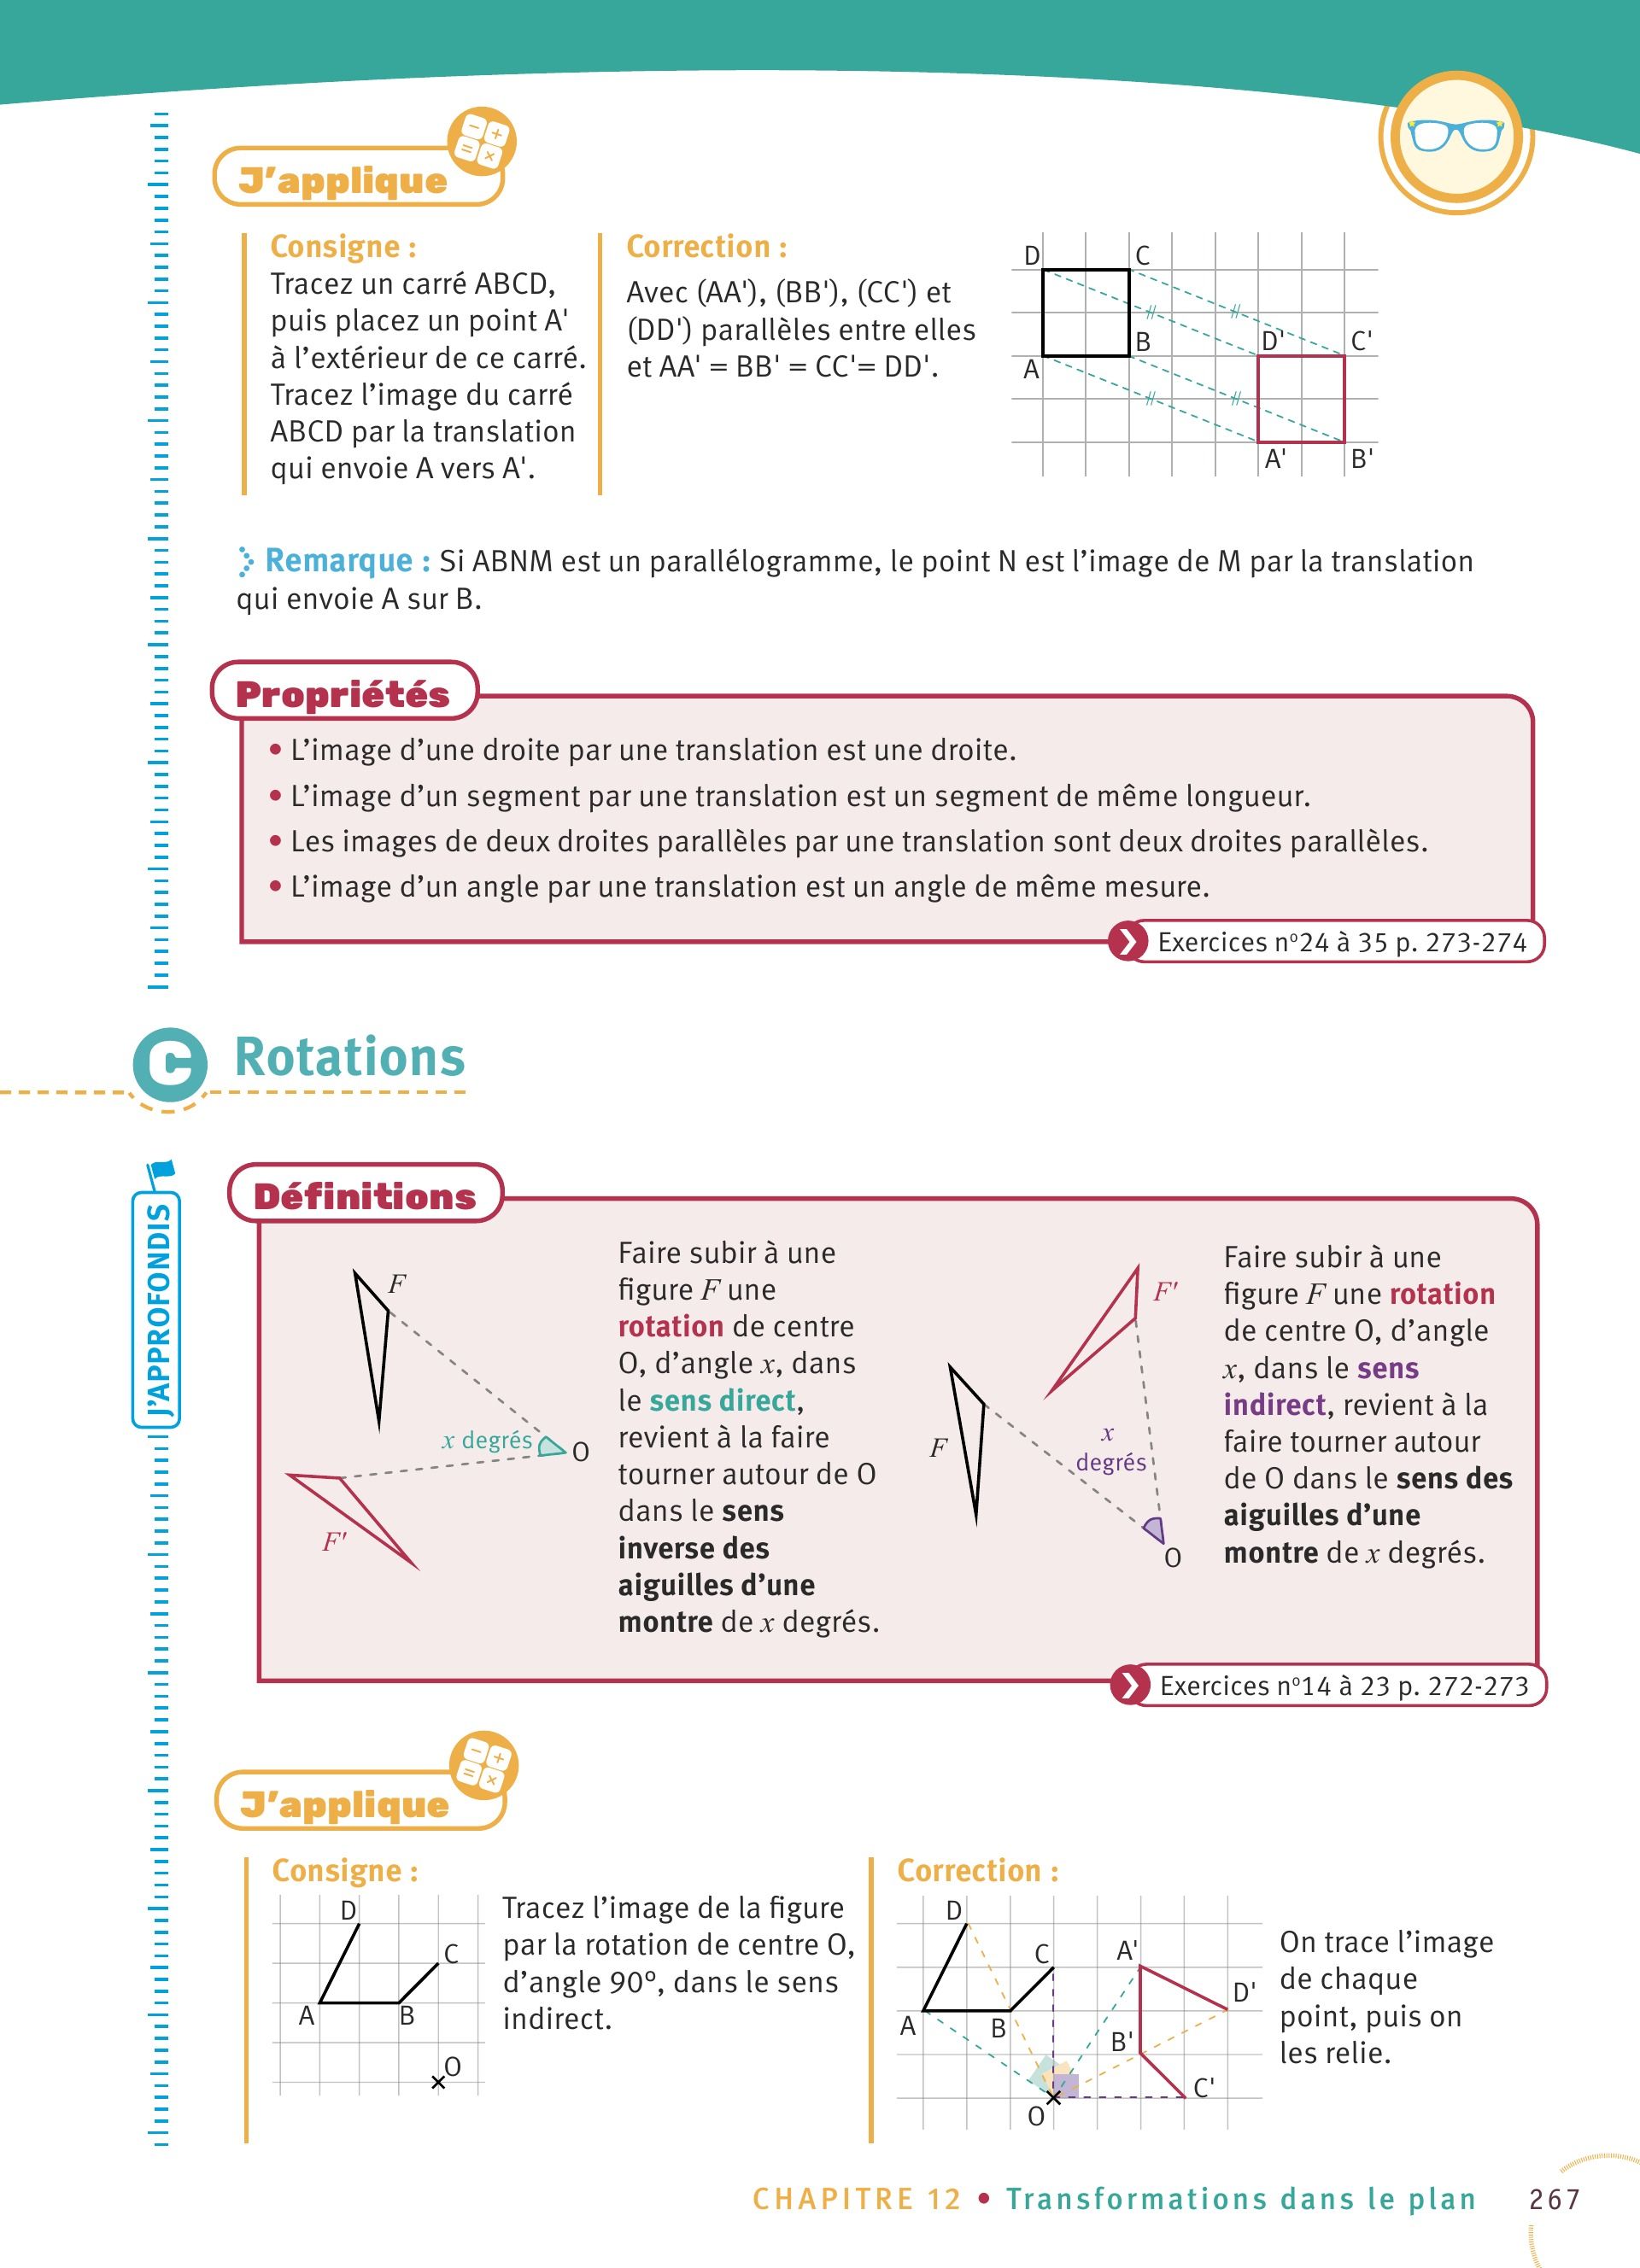 J'applique
Consigne :
Tracez un carré ABCD,
puis placez un point A'
à l'extérieur de ce carré.
Tracez l'image du carré
ABCD par la translation
qui envoie A vers A'.
Correction :
Avec (AA'), (BB'), (CC') et
(DD') parallèles entre elles
et AA' = BB' = CC'= DD'.
D C
B D' C'
A
A' B'
Remarque : Si ABNM est un parallélogramme, le point N est l'image de M par la translation
qui envoie A sur B.
Propriétés
• L'image d'une droite par une translation est une droite.
• L'image d'un segment par une translation est un segment de même longueur.
• Les images de deux droites parallèles par une translation sont deux droites parallèles.
• L'image d'un angle par une translation est un angle de même mesure.
Exercices nº24 à 35 p. 273-274
C Rotations
J'APPROFONDIS
Définitions
F
x degrés O
F'
Faire subir à une
figure F une
rotation de centre
O, d'angle x, dans
le sens direct,
revient à la faire
tourner autour de O
dans le sens
inverse des
aiguilles d'une
montre de x degrés.
F'
F
x
degrés
O
Faire subir à une
figure F une rotation
de centre O, d'angle
x, dans le sens
indirect, revient à la
faire tourner autour
de O dans le sens des
aiguilles d'une
montre de x degrés.
Exercices nº14 à 23 p. 272-273
J'applique
Consigne :
D
C
A B
O
Tracez l'image de la figure
par la rotation de centre O,
d'angle 90°, dans le sens
indirect.
Correction :
D
C A'
D'
A B
B'
C'
O
On trace l'image
de chaque
point, puis on
les relie.
CHAPITRE 12 • Transformations dans le plan 267